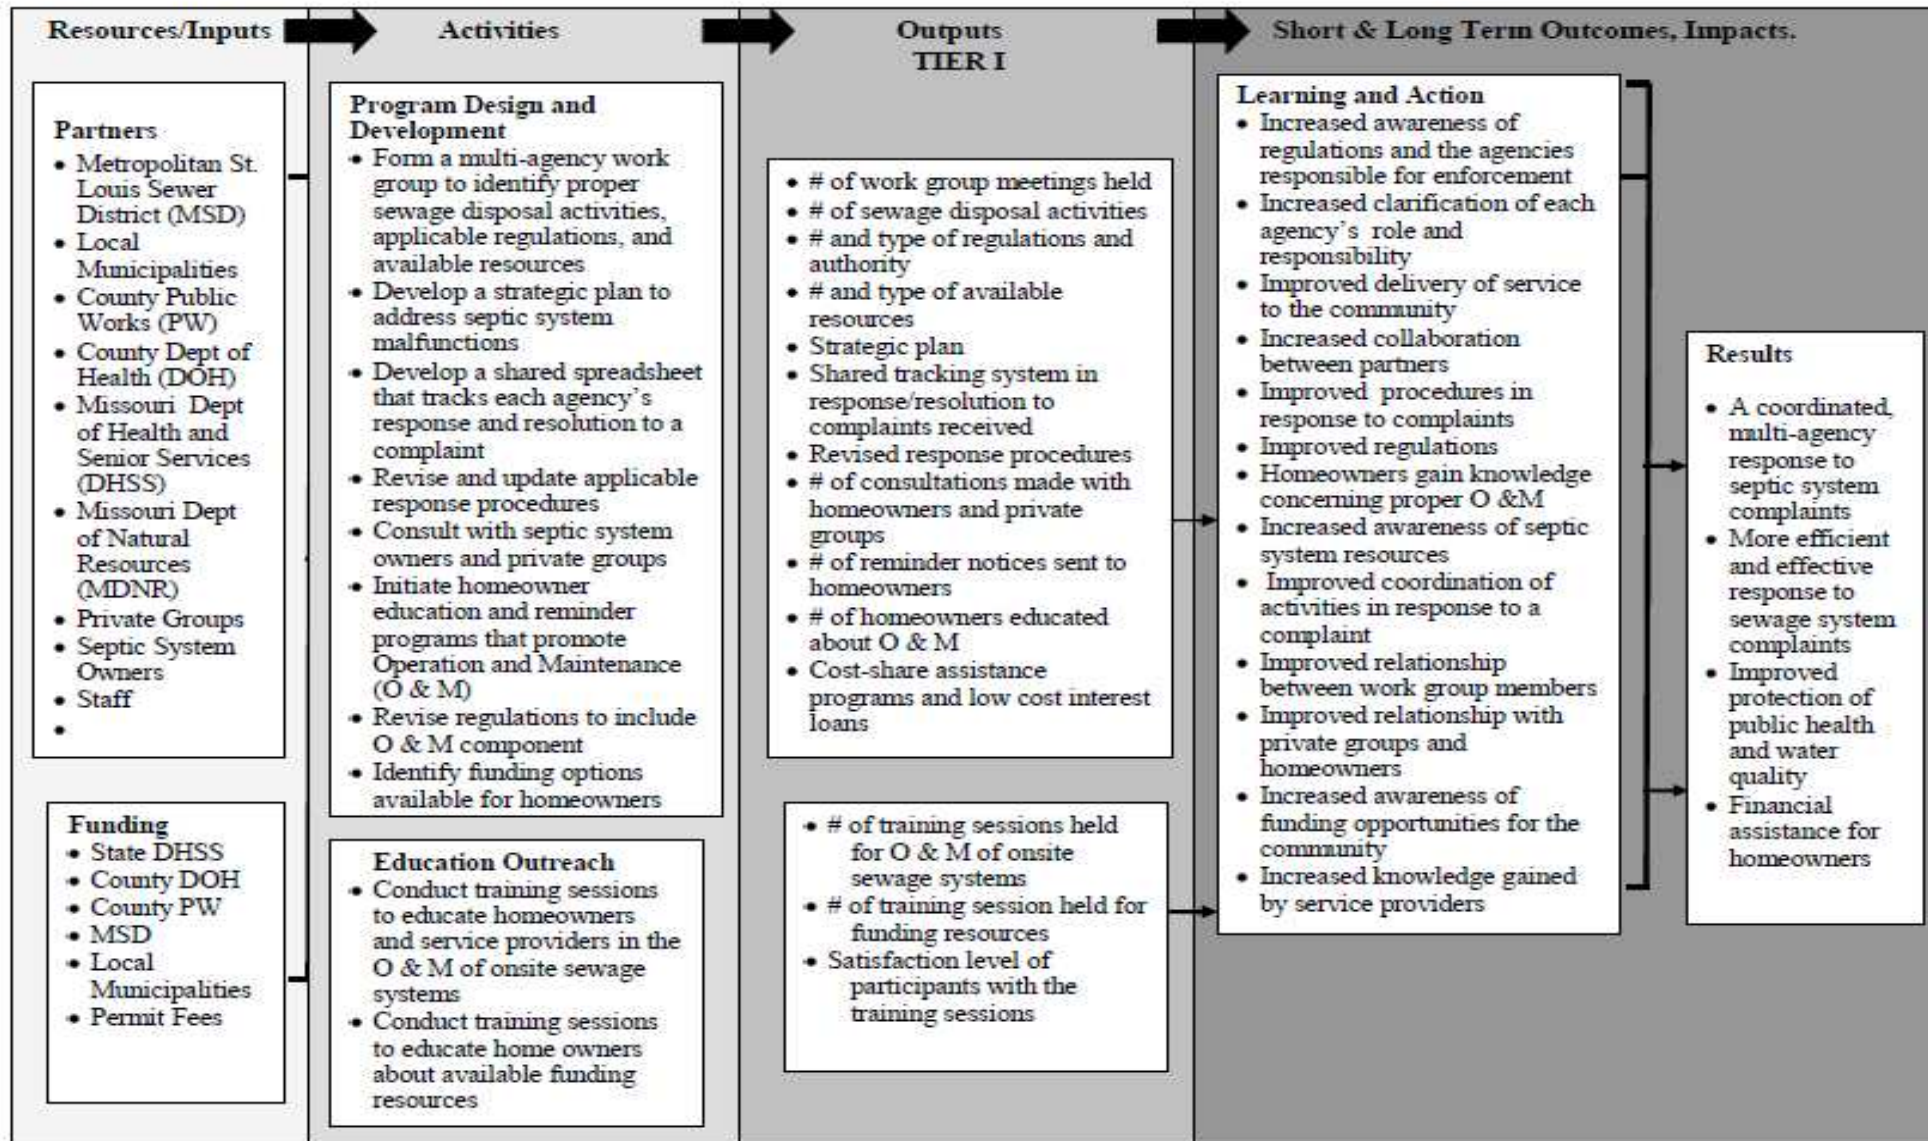 Resources/Inputs
Activities
Outputs
TIER I
Short & Long Term Outcomes, Impacts.
Partners
• Metropolitan St.
Louis Sewer
District (MSD)
• Local
Municipalities
• County Public
Works (PW)
• County Dept of
Health (DOH)
• Missouri Dept
of Health and
Senior Services
(DHSS)
• Missouri Dept
of Natural
Resources
(MDNR)
• Private Groups
• Septic System
Owners
• Staff
•
Funding
• State DHSS
• County DOH
• County PW
• MSD
• Local
Municipalities
• Permit Fees
Program Design and
Development
• Form a multi-agency work
group to identify proper
sewage disposal activities,
applicable regulations, and
available resources
• Develop a strategic plan to
address septic system
malfunctions
• Develop a shared spreadsheet
that tracks each agency's
response and resolution to a
complaint
• Revise and update applicable
response procedures
• Consult with septic system
owners and private groups
• Initiate homeowner
education and reminder
programs that promote
Operation and Maintenance
(O & M)
• Revise regulations to include
O & M component
• Identify funding options
available for homeowners
Education Outreach
• Conduct training sessions
to educate homeowners
and service providers in the
O & M of onsite sewage
systems
• Conduct training sessions
to educate home owners
about available funding
resources
• # of work group meetings held
• # of sewage disposal activities
• # and type of regulations and
authority
• # and type of available
resources
• Strategic plan
• Shared tracking system in
response/resolution to
complaints received
• Revised response procedures
• # of consultations made with
homeowners and private
groups
• # of reminder notices sent to
homeowners
• # of homeowners educated
about O & M
• Cost-share assistance
programs and low cost interest
loans
• # of training sessions held
for O & M of onsite
sewage systems
• # of training session held for
funding resources
• Satisfaction level of
participants with the
training sessions
Learning and Action
• Increased awareness of
regulations and the agencies
responsible for enforcement
• Increased clarification of each
agency's role and
responsibility
• Improved delivery of service
to the community
• Increased collaboration
between partners
• Improved procedures in
response to complaints
• Improved regulations
• Homeowners gain knowledge
concerning proper O &M
• Increased awareness of septic
system resources
• Improved coordination of
activities in response to a
complaint
• Improved relationship
between work group members
• Improved relationship with
private groups and
homeowners
• Increased awareness of
funding opportunities for the
community
• Increased knowledge gained
by service providers
Results
• A coordinated,
multi-agency
response to
septic system
complaints
• More efficient
and effective
response to
sewage system
complaints
• Improved
protection of
public health
and water
quality
• Financial
assistance for
homeowners